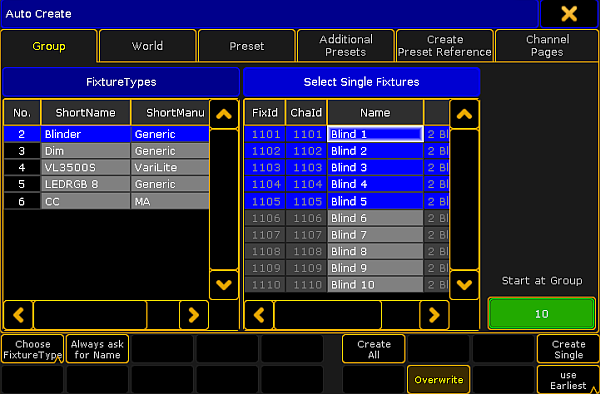 Auto Create
Group World Preset Additional Presets Create Preset Reference Channel Pages
FixtureTypes
No. ShortName ShortManu
2 Blinder Generic
3 Dim Generic
4 VL3500S VariLite
5 LEDRGB 8 Generic
6 CC MA
Select Single Fixtures
FixId ChaId Name
1101 1101 Blind 1 2 Bl
1102 1102 Blind 2 2 Bl
1103 1103 Blind 3 2 Bl
1104 1104 Blind 4 2 Bl
1105 1105 Blind 5 2 Bl
1106 1106 Blind 6 2 Bl
1107 1107 Blind 7 2 Bl
1108 1108 Blind 8 2 Bl
1109 1109 Blind 9 2 Bl
1110 1110 Blind 10 2 Bl
Start at Group
10
Choose FixtureType
Always ask for Name
Create All
Create Single
Overwrite
use Earliest